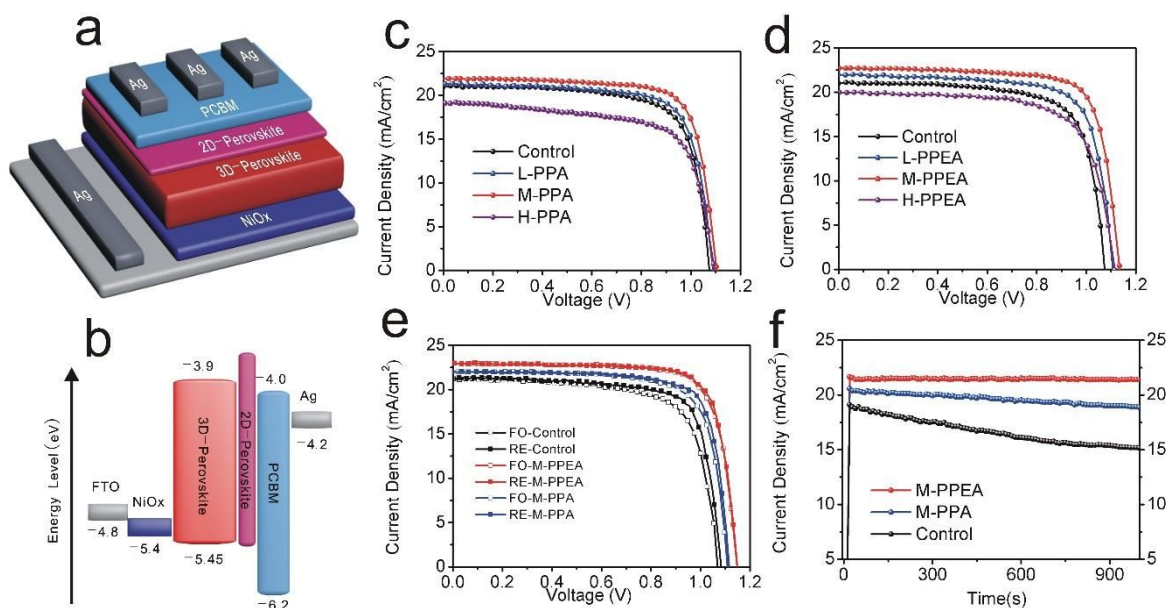 a
Ag
Ag
Ag
PCBM
2D-Perovskite
3D-Perovskite
NiOx
Ag
b
Energy Level (eV)
FTO
−4.8
NiOx
−5.4
−3.9
3D-Perovskite
−5.45
2D-Perovskite
−4.0
PCBM
−6.2
Ag
−4.2
c
Current Density (mA/cm²)
25
20
15
10
5
0
Control
L-PPA
M-PPA
H-PPA
0.0 0.2 0.4 0.6 0.8 1.0 1.2
Voltage (V)
d
Current Density (mA/cm²)
25
20
15
10
5
0
Control
L-PPEA
M-PPEA
H-PPEA
0.0 0.2 0.4 0.6 0.8 1.0 1.2
Voltage (V)
e
Current Density (mA/cm²)
25
20
15
10
5
0
FO-Control
RE-Control
FO-M-PPEA
RE-M-PPEA
FO-M-PPA
RE-M-PPA
0.0 0.2 0.4 0.6 0.8 1.0 1.2
Voltage (V)
f
Current Density (mA/cm²)
25
20
15
10
5
M-PPEA
M-PPA
Control
25
20
15
10
5
0 300 600 900
Time(s)